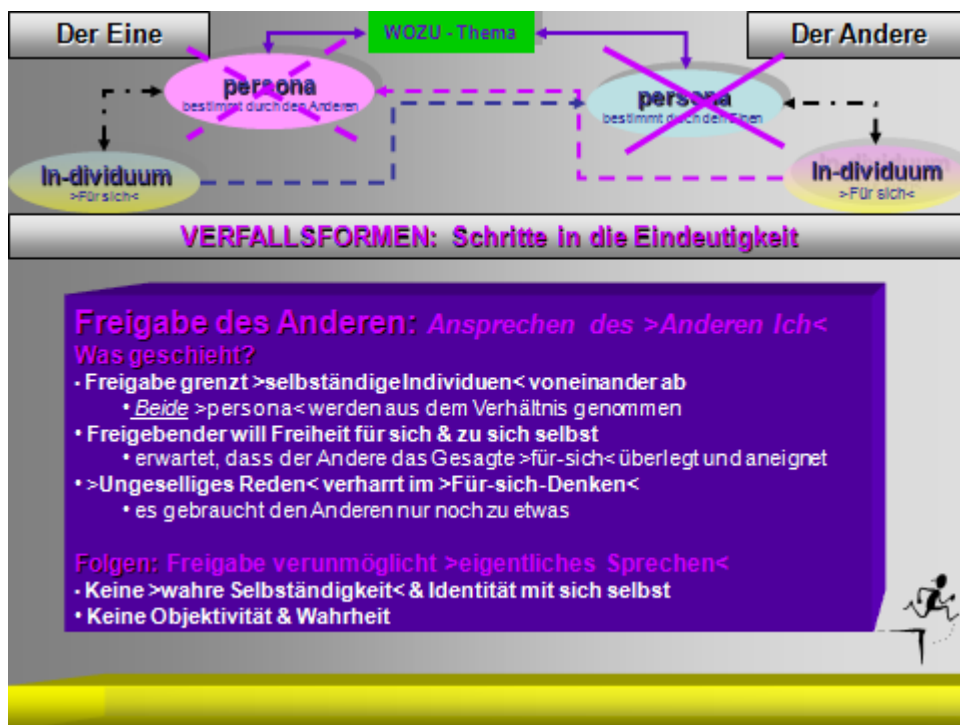 Der Eine
WOZU - Thema
Der Andere
persona
bestimmt durch den Anderen
persona
bestimmt durch den Einen
In-dividuum
>Für sich<
In-dividuum
>Für sich<
VERFALLSFORMEN: Schritte in die Eindeutigkeit
Freigabe des Anderen: Ansprechen des >Anderen Ich<
Was geschieht?
• Freigabe grenzt >selbständige Individuen< voneinander ab
• Beide >persona< werden aus dem Verhältnis genommen
• Freigebender will Freiheit für sich & zu sich selbst
• erwartet, dass der Andere das Gesagte >für-sich< überlegt und aneignet
• >Ungeselliges Reden< verharrt im >Für-sich-Denken<
• es gebraucht den Anderen nur noch zu etwas
Folgen: Freigabe verunmöglicht >eigentliches Sprechen<
• Keine >wahre Selbständigkeit< & Identität mit sich selbst
• Keine Objektivität & Wahrheit